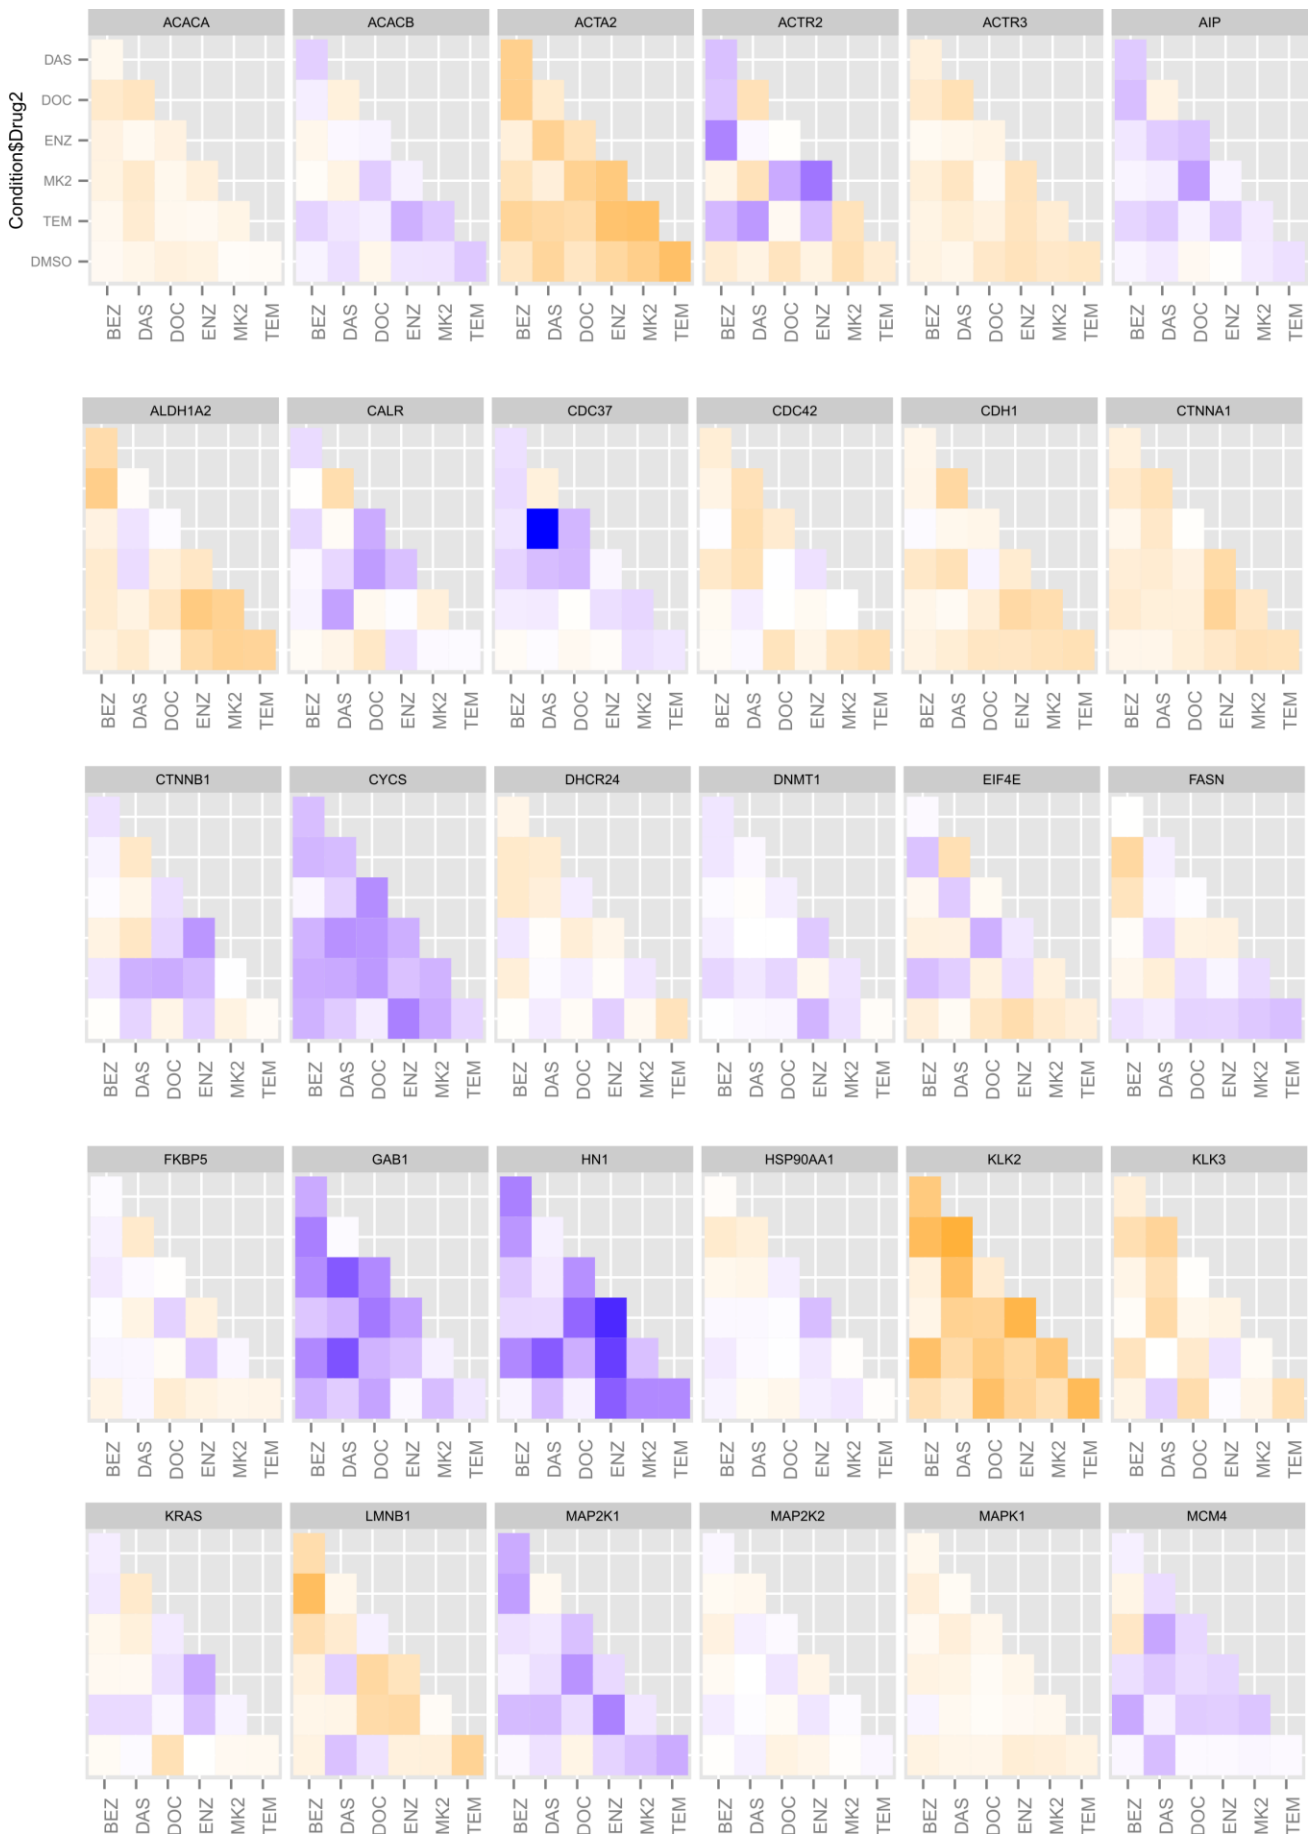 ACACA ACACB ACTA2 ACTR2 ACTR3 AIP
Condition$Drug2
DAS
DOC
ENZ
MK2
TEM
DMSO
BEZ DAS DOC ENZ MK2 TEM BEZ DAS DOC ENZ MK2 TEM BEZ DAS DOC ENZ MK2 TEM BEZ DAS DOC ENZ MK2 TEM BEZ DAS DOC ENZ MK2 TEM BEZ DAS DOC ENZ MK2 TEM
ALDH1A2 CALR CDC37 CDC42 CDH1 CTNNA1
BEZ DAS DOC ENZ MK2 TEM BEZ DAS DOC ENZ MK2 TEM BEZ DAS DOC ENZ MK2 TEM BEZ DAS DOC ENZ MK2 TEM BEZ DAS DOC ENZ MK2 TEM BEZ DAS DOC ENZ MK2 TEM
CTNNB1 CYCS DHCR24 DNMT1 EIF4E FASN
BEZ DAS DOC ENZ MK2 TEM BEZ DAS DOC ENZ MK2 TEM BEZ DAS DOC ENZ MK2 TEM BEZ DAS DOC ENZ MK2 TEM BEZ DAS DOC ENZ MK2 TEM BEZ DAS DOC ENZ MK2 TEM
FKBP5 GAB1 HN1 HSP90AA1 KLK2 KLK3
BEZ DAS DOC ENZ MK2 TEM BEZ DAS DOC ENZ MK2 TEM BEZ DAS DOC ENZ MK2 TEM BEZ DAS DOC ENZ MK2 TEM BEZ DAS DOC ENZ MK2 TEM BEZ DAS DOC ENZ MK2 TEM
KRAS LMNB1 MAP2K1 MAP2K2 MAPK1 MCM4
BEZ DAS DOC ENZ MK2 TEM BEZ DAS DOC ENZ MK2 TEM BEZ DAS DOC ENZ MK2 TEM BEZ DAS DOC ENZ MK2 TEM BEZ DAS DOC ENZ MK2 TEM BEZ DAS DOC ENZ MK2 TEM